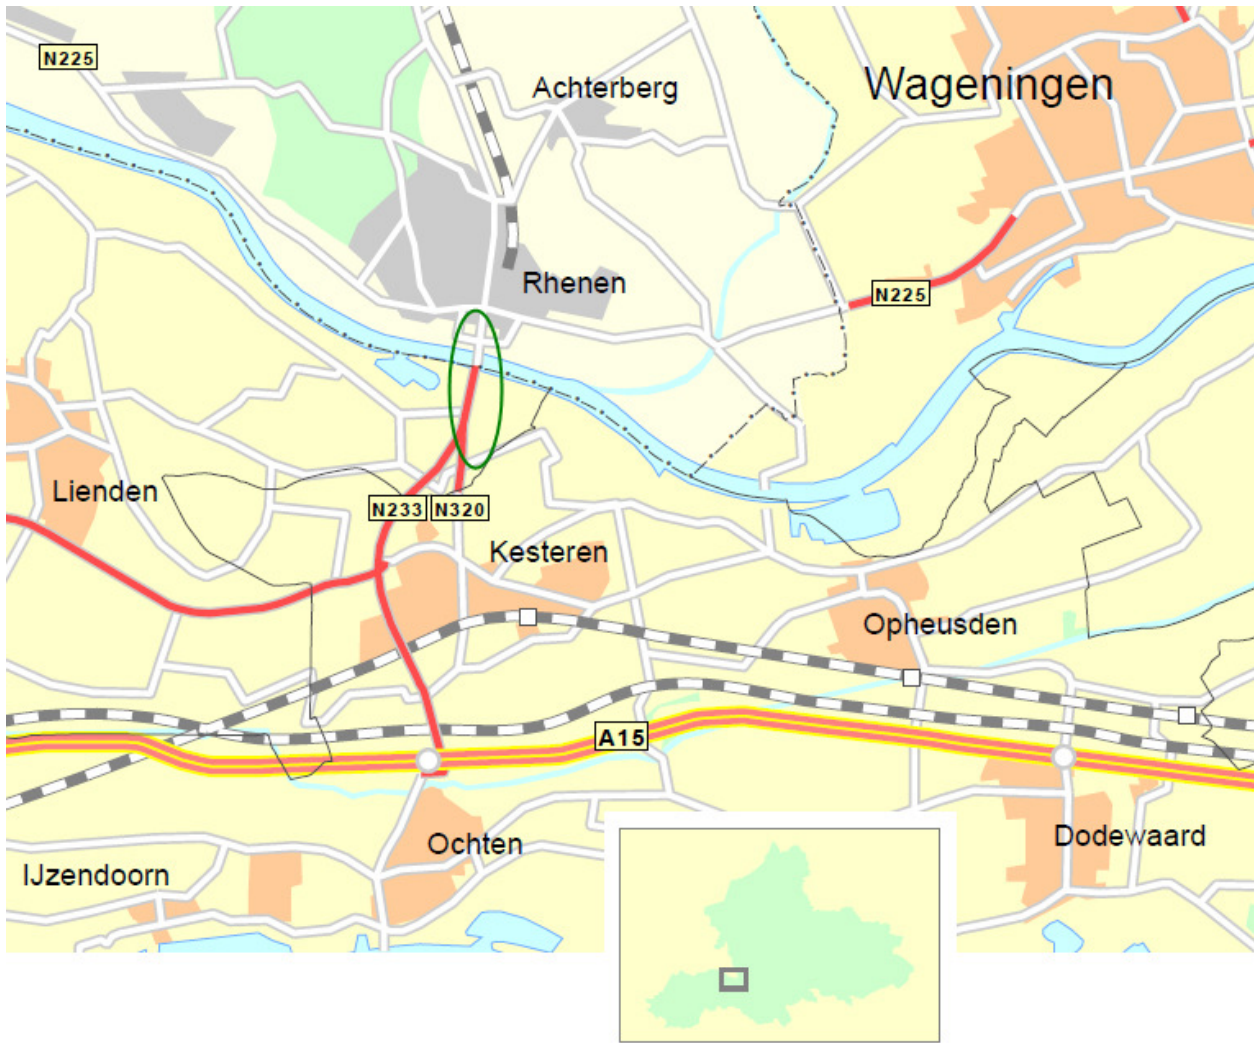 N225
Achterberg
Wageningen
Rhenen
N225
Lienden
N233
N320
Kesteren
Opheusden
A15
Ochten
Dodewaard
IJzendoorn